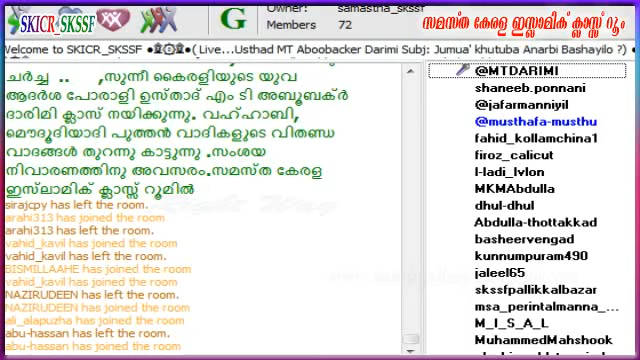 SKICR_SKSSF
Owner: samastha_skssf
Members 72
സമസ്ത കേരള ഇസ്ലാമിക് ക്ലാസ്സ് റൂം
Welcome to SKICR_SKSSF ●۩۞۩●( Live...Usthad MT Aboobacker Darimi Subj: Jumua' khutuba Anarbi Bashayilo ?)
ചർച്ച .. ,സുന്നീ കൈരളിയുടെ യുവ
ആദർശ പോരാളി ഉസ്താദ് എം ടി അബൂബക്ർ
ദാരിമി ക്ലാസ് നയിക്കുന്നു. വഹ്ഹാബി,
മൌദൂദിയാദി പുത്തൻ വാദികളുടെ വിതണ്ഡ
വാദങ്ങൾ തുറന്നു കാട്ടുന്നു .സംശയ
നിവാരണത്തിനു അവസരം.സമസ്ത കേരള
ഇസ്ലാമിക് ക്ലാസ്സ് റൂമിൽ
sirajcpy has left the room.
arahi313 has joined the room
arahi313 has left the room.
vahid_kavil has joined the room
vahid_kavil has left the room.
BISMILLAAHE has joined the room
vahid_kavil has joined the room
NAZIRUDEEN has left the room.
NAZIRUDEEN has joined the room
ali_alapuzha has joined the room
abu-hassan has left the room.
abu-hassan has joined the room
@MTDARIMI
shaneeb.ponnani
@jafarmanniyil
@musthafa-musthu
fahid_kollamchina1
firoz_calicut
I-ladi_lvlon
MKMAbdulla
dhul-dhul
Abdulla-thottakkad
basheervengad
kunnumpuram490
jaleel65
skssfpallikkalbazar
msa_perintalmanna_...
M_I_S_A_L
MuhammedMahshook